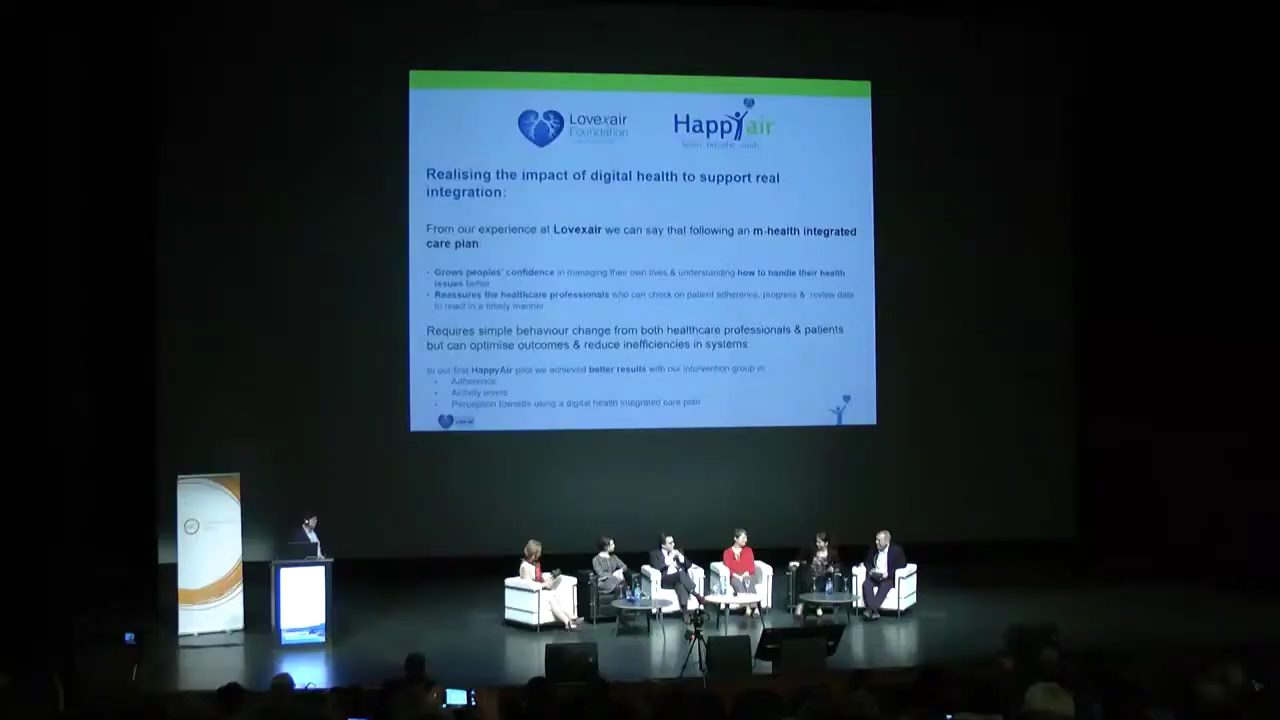 Lovexair
Foundation
Happyair
Realising the impact of digital health to support real
integration:
From our experience at Lovexair we can say that following an m-health integrated
care plan
- Grows peoples' confidence in managing their own lives & understanding how to handle their health
issues better
- Reassures the healthcare professionals who can check on patient adherence, progress & review data
to react in a timely manner
Requires simple behaviour change from both healthcare professionals & patients
but can optimise outcomes & reduce inefficiencies in systems
In our first HappyAir pilot we achieved better results with our intervention group in:
• Adherence
• Activity levels
• Perception towards using a digital health integrated care plan